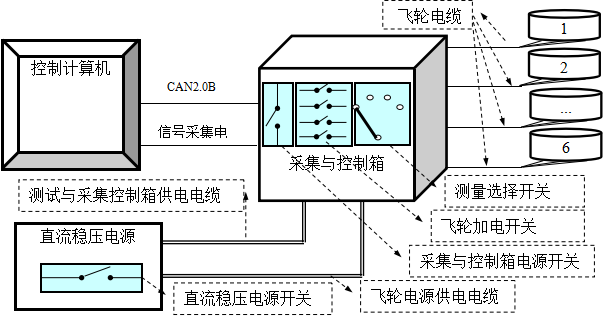 飞轮电缆
1
控制计算机
2
CAN2.0B
...
信号采集电
6
采集与控制箱
测量选择开关
测试与采集控制箱供电电缆
飞轮加电开关
直流稳压电源
采集与控制箱电源开关
直流稳压电源开关
飞轮电源供电电缆